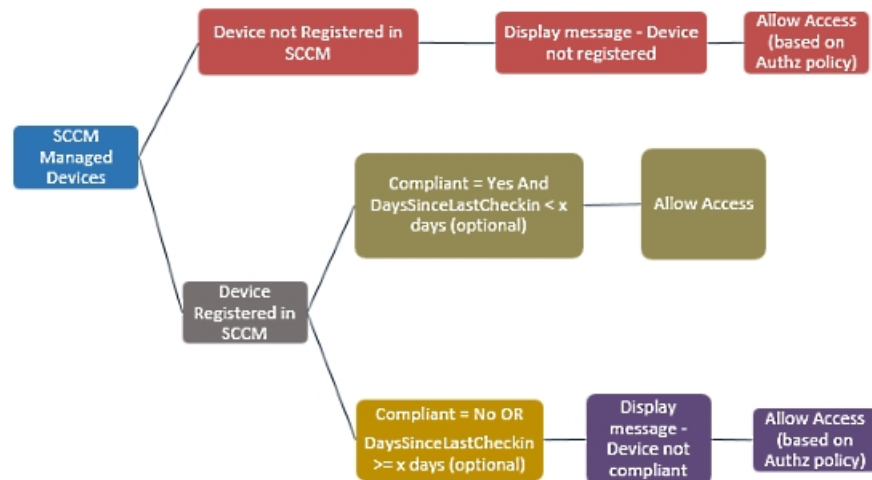 Device not Registered in
SCCM
Display message - Device
not registered
Allow Access
(based on
Authz policy)
SCCM
Managed
Devices
Compliant = Yes And
DaysSinceLastCheckin < x
days (optional)
Allow Access
Device
Registered in
SCCM
Compliant = No OR
DaysSinceLastCheckin
>= x days (optional)
Display
message -
Device not
compliant
Allow Access
(based on
Authz policy)